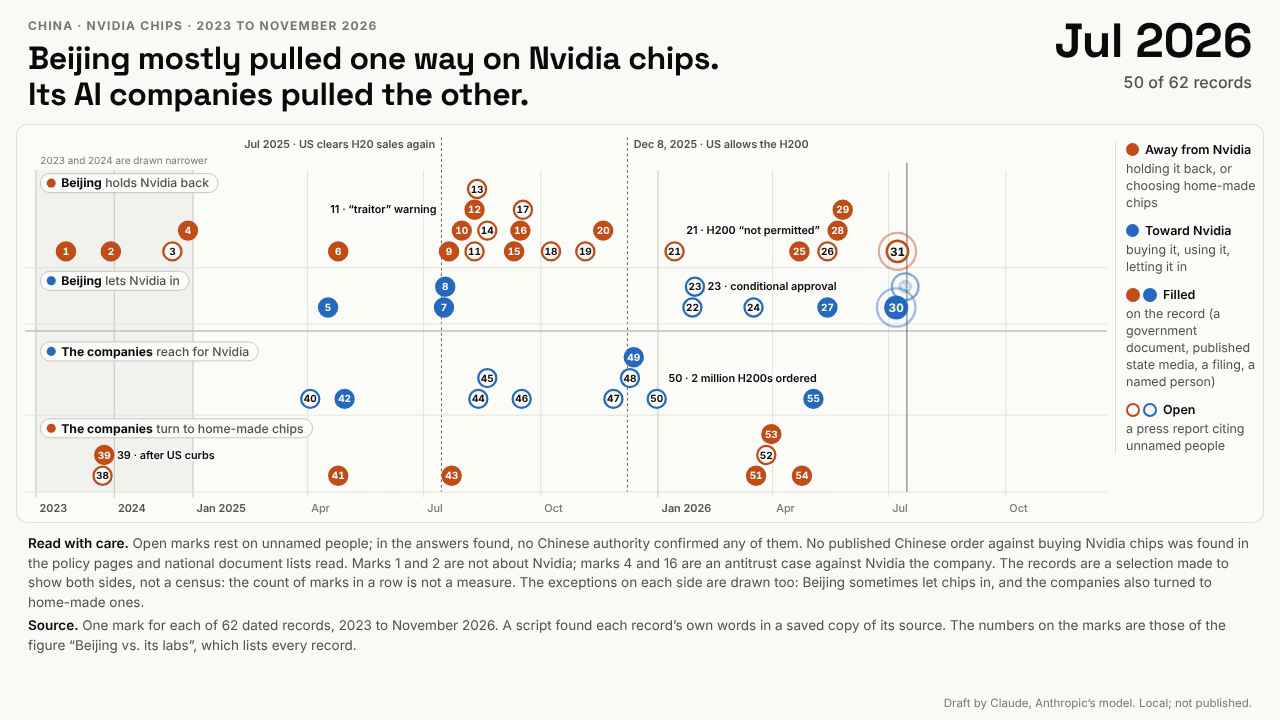 CHINA · NVIDIA CHIPS · 2023 TO NOVEMBER 2026
Beijing mostly pulled one way on Nvidia chips.
Its AI companies pulled the other.
Jul 2026
50 of 62 records
Jul 2025 · US clears H20 sales again
Dec 8, 2025 · US allows the H200
2023 and 2024 are drawn narrower
Beijing holds Nvidia back
13
11 · “traitor” warning
12
17
29
4
10
14
16
20
21 · H200 “not permitted”
28
1
2
3
6
9
11
15
18
19
21
25
26
31
Beijing lets Nvidia in
8
23
23 · conditional approval
5
7
22
24
27
30
The companies reach for Nvidia
49
45
48
50 · 2 million H200s ordered
40
42
44
46
47
50
55
The companies turn to home-made chips
53
39
39 · after US curbs
52
38
41
43
51
54
2023
2024
Jan 2025
Apr
Jul
Oct
Jan 2026
Apr
Jul
Oct
Away from Nvidia
holding it back, or
choosing home-made
chips
Toward Nvidia
buying it, using it,
letting it in
Filled
on the record (a
government
document, published
state media, a filing, a
named person)
Open
a press report citing
unnamed people
Read with care. Open marks rest on unnamed people; in the answers found, no Chinese authority confirmed any of them. No published Chinese order against buying Nvidia chips was found in
the policy pages and national document lists read. Marks 1 and 2 are not about Nvidia; marks 4 and 16 are an antitrust case against Nvidia the company. The records are a selection made to
show both sides, not a census: the count of marks in a row is not a measure. The exceptions on each side are drawn too: Beijing sometimes let chips in, and the companies also turned to
home-made ones.
Source. One mark for each of 62 dated records, 2023 to November 2026. A script found each record’s own words in a saved copy of its source. The numbers on the marks are those of the
figure “Beijing vs. its labs”, which lists every record.
Draft by Claude, Anthropic’s model. Local; not published.